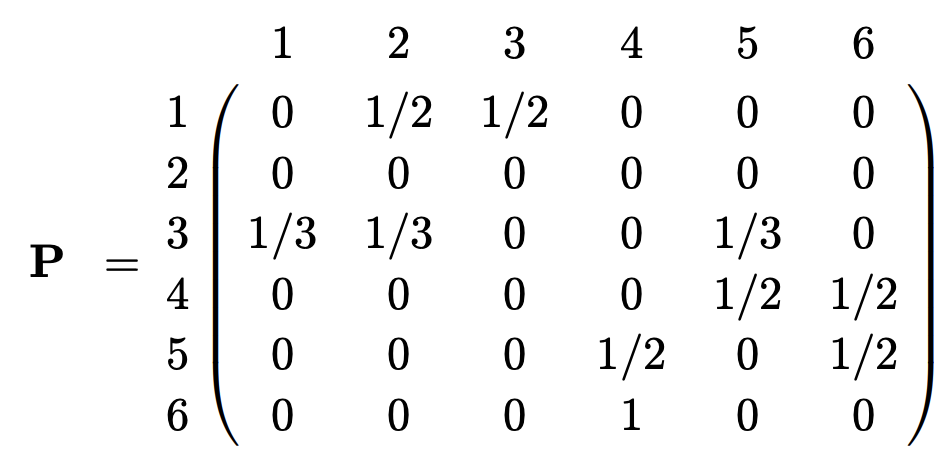 1 2 3 4 5 6
1 0 1/2 1/2 0 0 0
2 0 0 0 0 0 0
3 1/3 1/3 0 0 1/3 0
P = 4 0 0 0 0 1/2 1/2
5 0 0 0 1/2 0 1/2
6 0 0 0 1 0 0